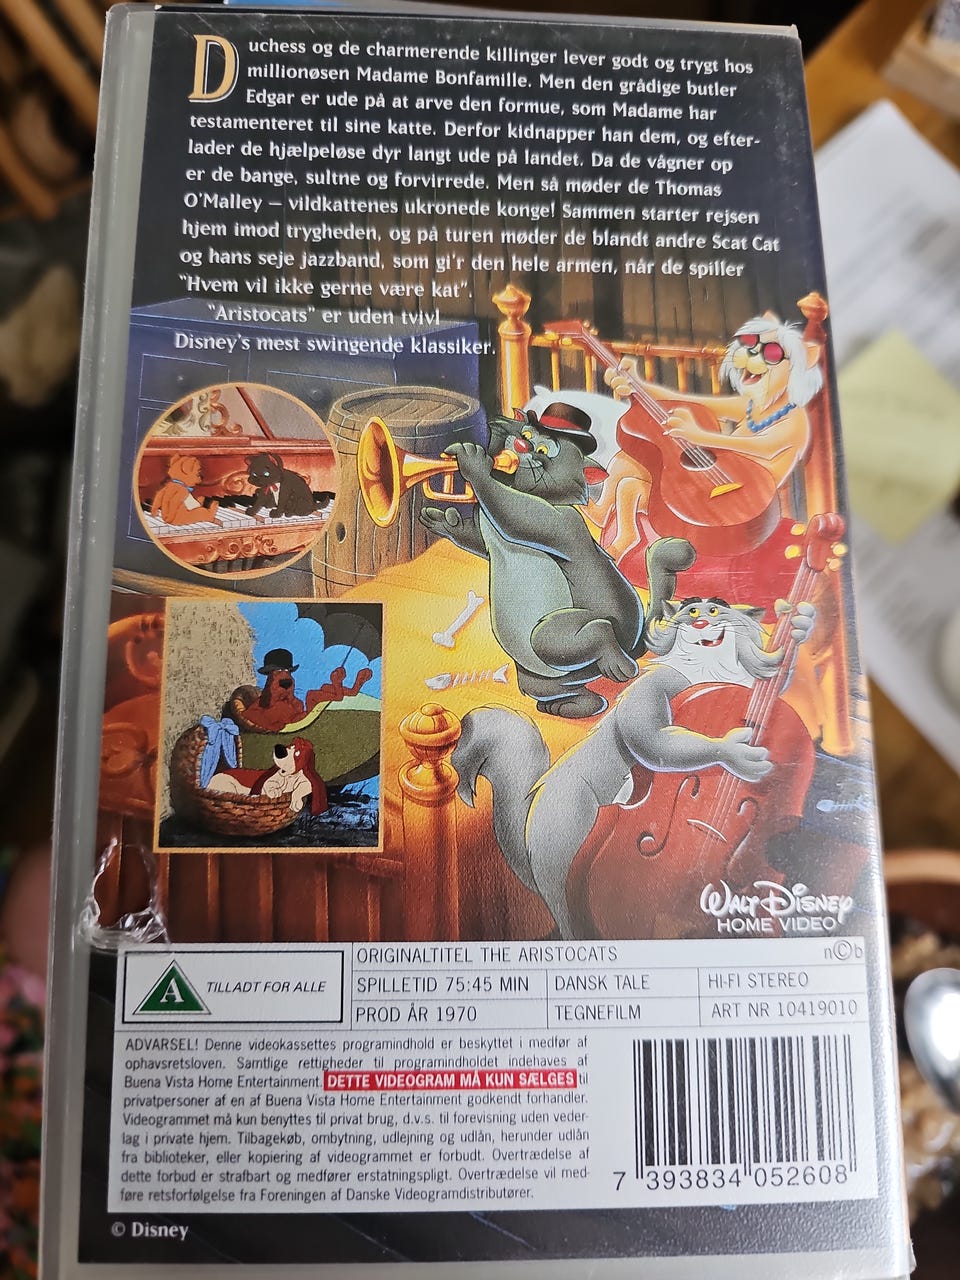 Duchess og de charmerende killinger lever godt og trygt hos
millionøsen Madame Bonfamille. Men den grådige butler
Edgar er ude på at arve den formue, som Madame har
testamenteret til sine katte. Derfor kidnapper han dem, og efter-
lader de hjælpeløse dyr langt ude på landet. Da de vågner op
er de bange, sultne og forvirrede. Men så møder de Thomas
O'Malley – vildkattenes ukronede konge! Sammen starter rejsen
hjem imod trygheden, og på turen møder de blandt andre Scat Cat
og hans seje jazzband, som gi'r den hele armen, når de spiller
"Hvem vil ikke gerne være kat".
"Aristocats" er uden tvivl
Disney's mest swingende klassiker.
WALT DISNEY
HOME VIDEO
A TILLADT FOR ALLE
ORIGINALTITEL THE ARISTOCATS n©b
SPILLETID 75:45 MIN DANSK TALE HI-FI STEREO
PROD ÅR 1970 TEGNEFILM ART NR 10419010
ADVARSEL! Denne videokassettes programindhold er beskyttet i medfør af
ophavsretsloven. Samtlige rettigheder til programindholdet indehaves af
Buena Vista Home Entertainment. DETTE VIDEOGRAM MÅ KUN SÆLGES til
privatpersoner af en af Buena Vista Home Entertainment godkendt forhandler.
Videogrammet må kun benyttes til privat brug, d.v.s. til forevisning uden veder-
lag i private hjem. Tilbagekøb, ombytning, udlejning og udlån, herunder udlån
fra biblioteker, eller kopiering af videogrammet er forbudt. Overtrædelse af
dette forbud er strafbart og medfører erstatningspligt. Overtrædelse vil med-
føre retsforfølgelse fra Foreningen af Danske Videogramdistributører.
7 393834 052608
© Disney